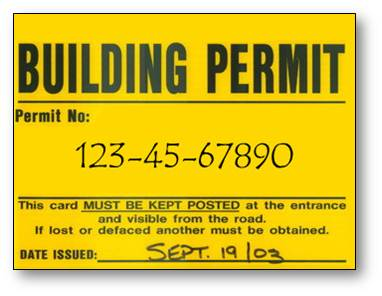 BUILDING PERMIT
Permit No:
123-45-67890
This card MUST BE KEPT POSTED at the entrance
and visible from the road.
If lost or defaced another must be obtained.
DATE ISSUED: SEPT. 19/03